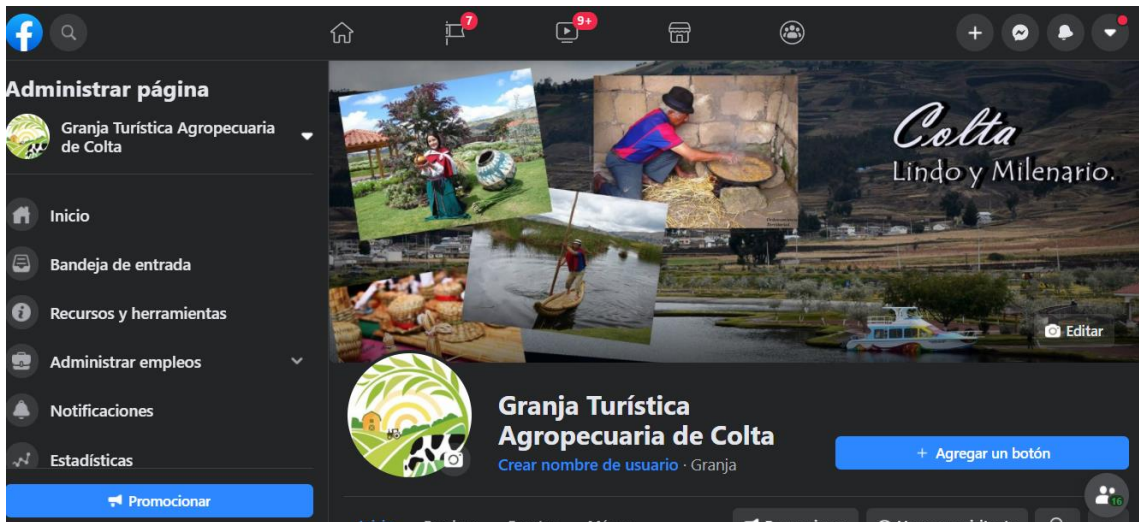 7
9+
Administrar página
Granja Turística Agropecuaria
de Colta
Inicio
Bandeja de entrada
Recursos y herramientas
Administrar empleos
Notificaciones
Estadísticas
Promocionar
Colta
Lindo y Milenario.
Editar
Granja Turística
Agropecuaria de Colta
Crear nombre de usuario · Granja
+ Agregar un botón
16